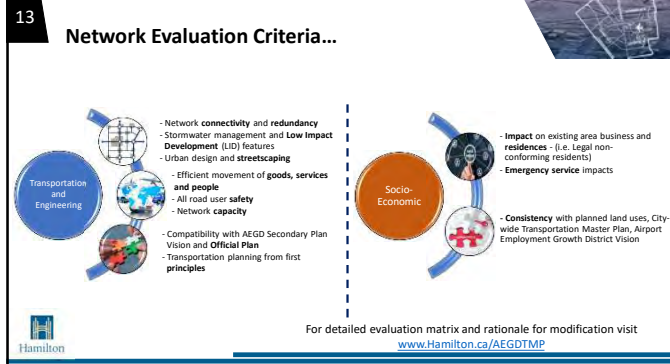 13
Network Evaluation Criteria…
Transportation
and
Engineering
- Network connectivity and redundancy
- Stormwater management and Low Impact
Development (LID) features
- Urban design and streetscaping
- Efficient movement of goods, services
and people
- All road user safety
- Network capacity
- Compatibility with AEGD Secondary Plan
Vision and Official Plan
- Transportation planning from first
principles
Socio-
Economic
- Impact on existing area business and
residences - (i.e. Legal non-
conforming residents)
- Emergency service impacts
- Consistency with planned land uses, City-
wide Transportation Master Plan, Airport
Employment Growth District Vision
Hamilton
For detailed evaluation matrix and rationale for modification visit
www.Hamilton.ca/AEGDTMP